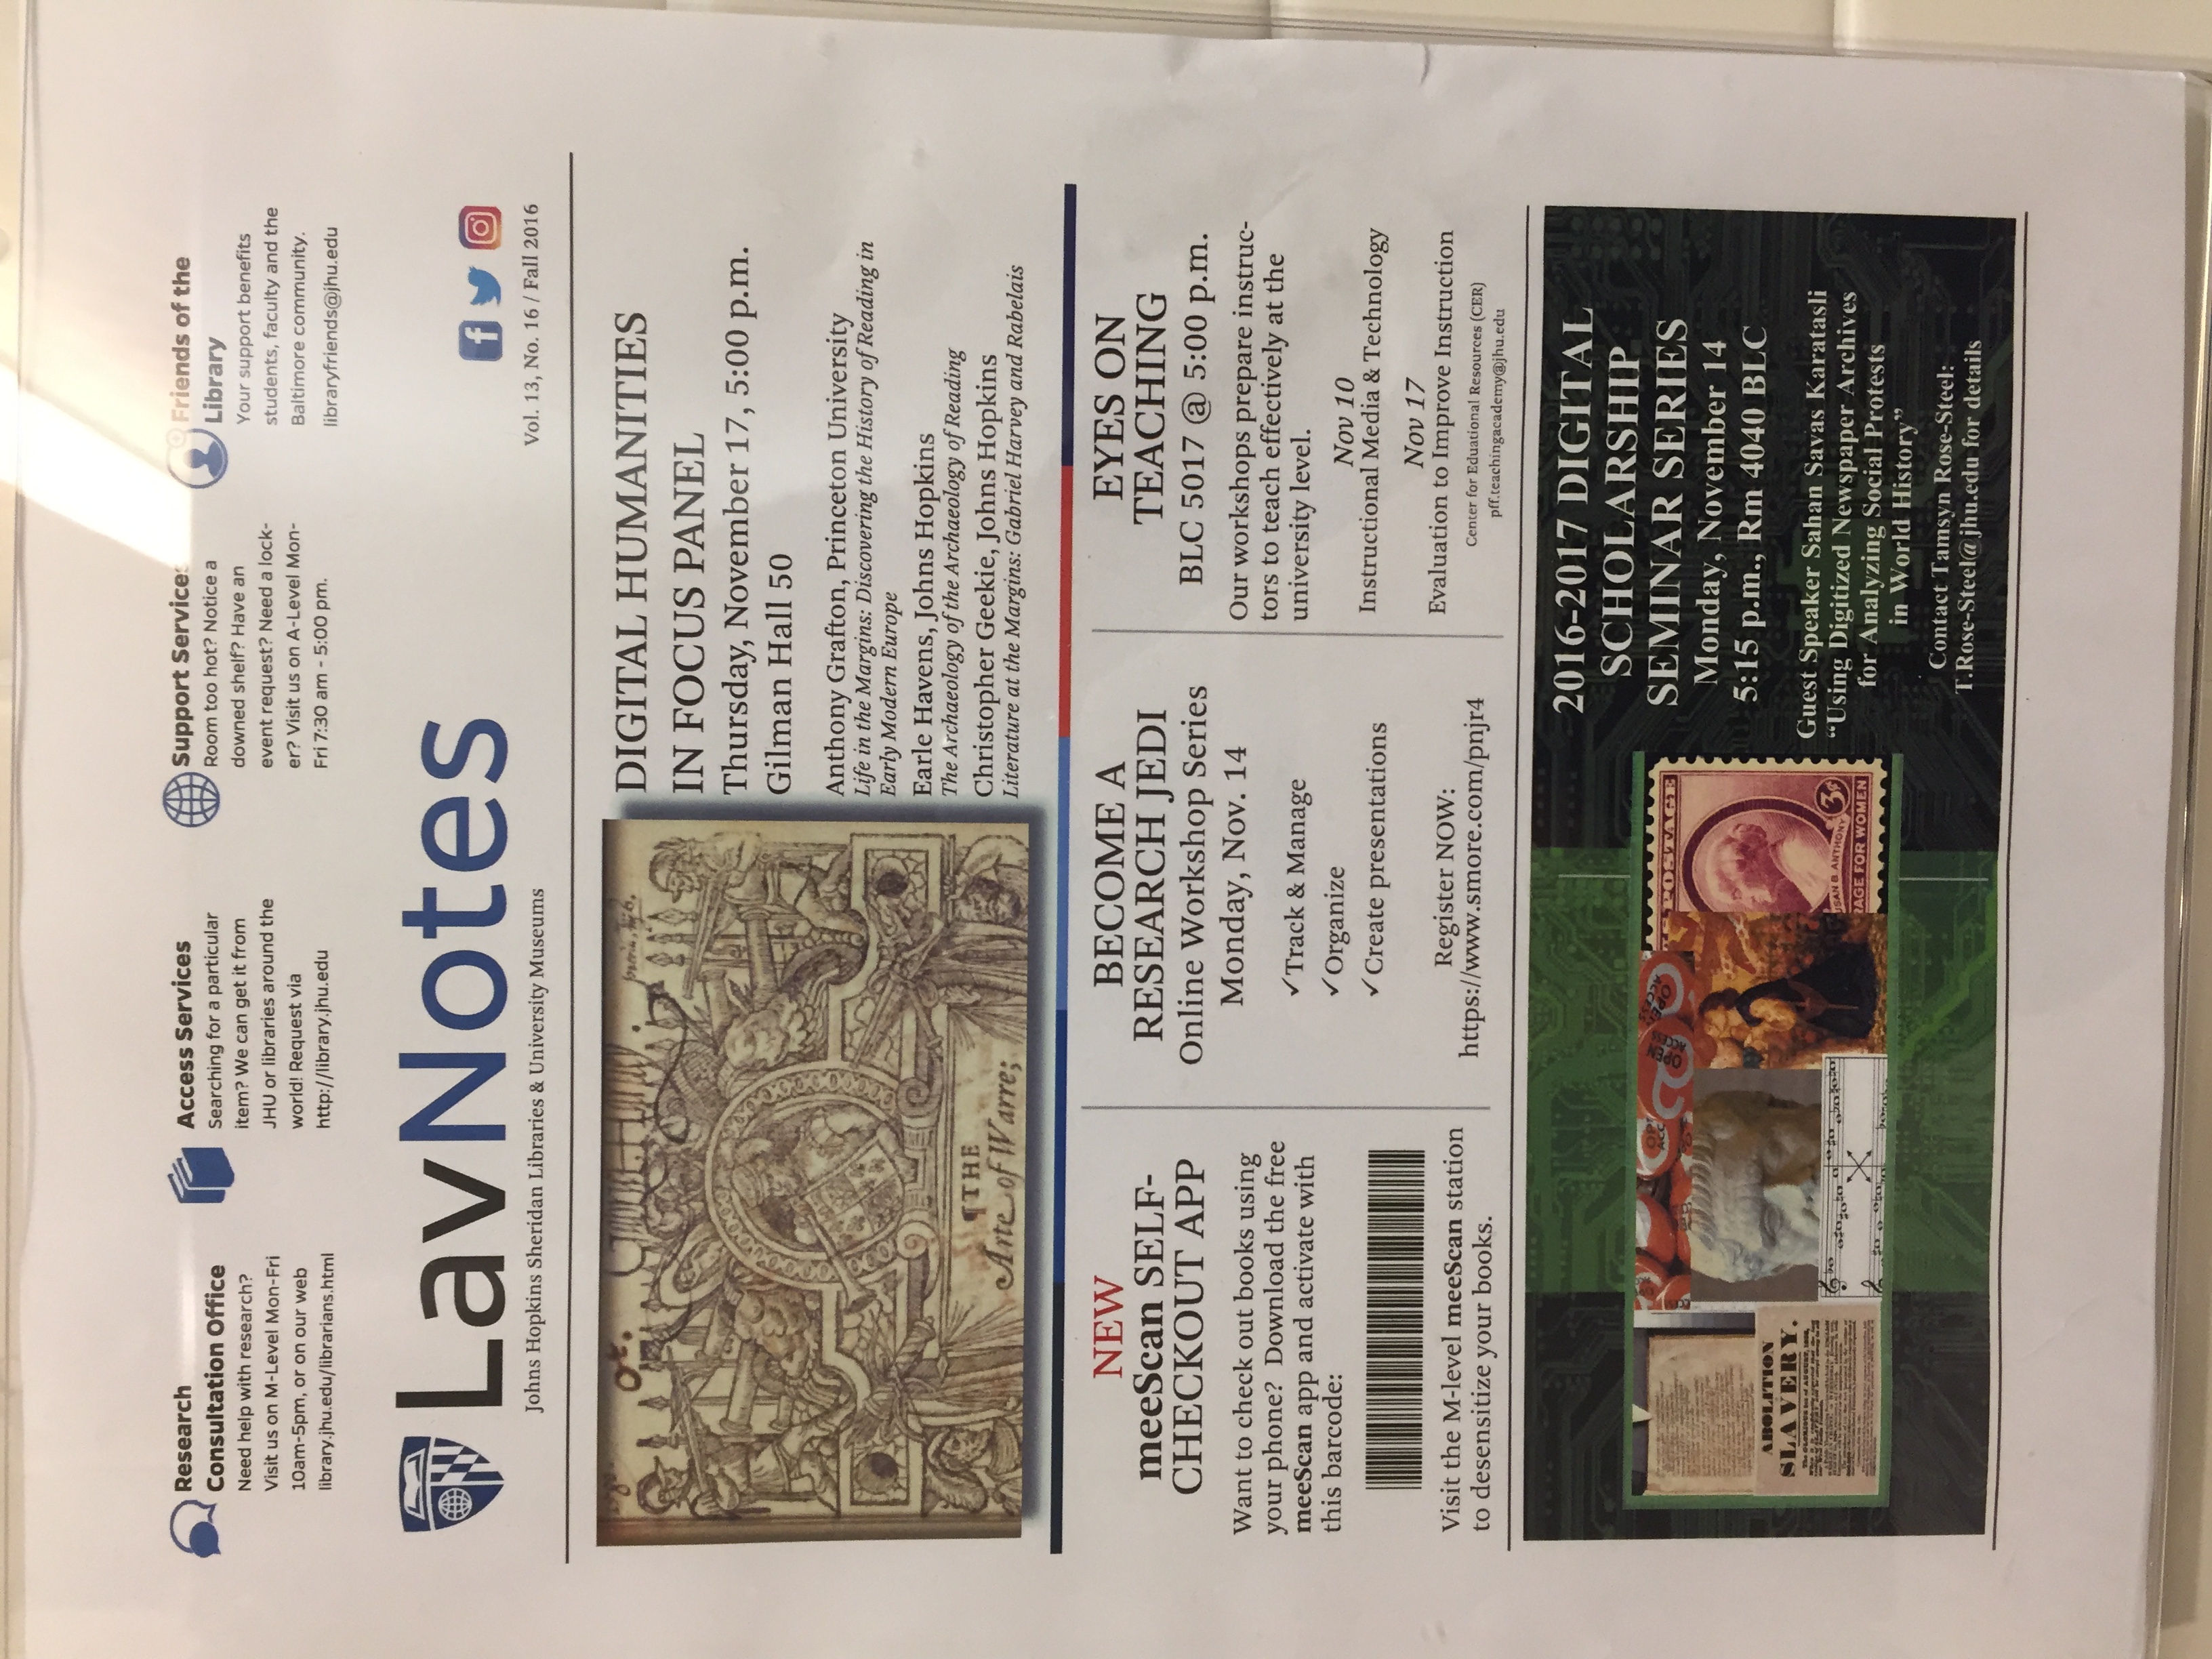 Research
Consultation Office
Need help with research?
Visit us on M-Level Mon-Fri
10am-5pm, or on our web
library.jhu.edu/librarians.html
Access Services
Searching for a particular
item? We can get it from
JHU or libraries around the
world! Request via
http://library.jhu.edu
Support Services
Room too hot? Notice a
downed shelf? Have an
event request? Need a lock-
er? Visit us on A-Level Mon-
Fri 7:30 am - 5:00 pm.
Friends of the
Library
Your support benefits
students, faculty and the
Baltimore community.
libraryfriends@jhu.edu
LavNotes
Johns Hopkins Sheridan Libraries & University Museums
Vol. 13, No. 16 / Fall 2016
Gabriel Harvey.
¶THE
Arte of Warre;
DIGITAL HUMANITIES
IN FOCUS PANEL
Thursday, November 17, 5:00 p.m.
Gilman Hall 50
Anthony Grafton, Princeton University
Life in the Margins: Discovering the History of Reading in
Early Modern Europe
Earle Havens, Johns Hopkins
The Archaeology of the Archaeology of Reading
Christopher Geekie, Johns Hopkins
Literature at the Margins: Gabriel Harvey and Rabelais
NEW
meeScan SELF-
CHECKOUT APP
Want to check out books using
your phone? Download the free
meeScan app and activate with
this barcode:
Visit the M-level meeScan station
to desensitize your books.
BECOME A
RESEARCH JEDI
Online Workshop Series
Monday, Nov. 14
✓Track & Manage
✓Organize
✓Create presentations
Register NOW:
https://www.smore.com/pnjr4
EYES ON
TEACHING
BLC 5017 @ 5:00 p.m.
Our workshops prepare instruc-
tors to teach effectively at the
university level.
Nov 10
Instructional Media & Technology
Nov 17
Evaluation to Improve Instruction
Center for Eduational Resources (CER)
pff.teachingacademy@jhu.edu
ABOLITION
SLAVERY.
OPEN
ACCESS
POSTAGE
USAN B. ANTHONY
3¢
RAGE FOR WOMEN
2016-2017 DIGITAL
SCHOLARSHIP
SEMINAR SERIES
Monday, November 14
5:15 p.m., Rm 4040 BLC
Guest Speaker Sahan Savas Karatasli
“Using Digitized Newspaper Archives
for Analyzing Social Protests
in World History”
Contact Tamsyn Rose-Steel:
T.Rose-Steel@jhu.edu for details